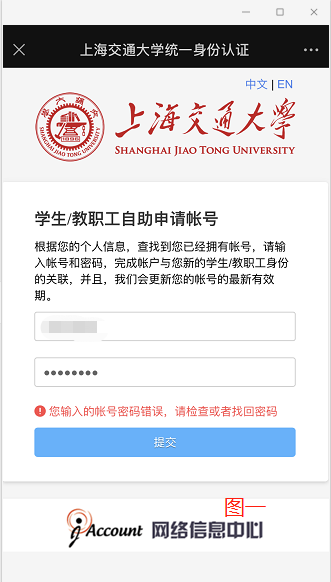 上海交通大学统一身份认证
中文 | EN
上海交通大學
SHANGHAI JIAO TONG UNIVERSITY
学生/教职工自助申请帐号
根据您的个人信息，查找到您已经拥有帐号，请输
入帐号和密码，完成帐户与您新的学生/教职工身份
的关联，并且，我们会更新您的帐号的最新有效
期。
您输入的帐号密码错误，请检查或者找回密码
提交
图一
jAccount 网络信息中心